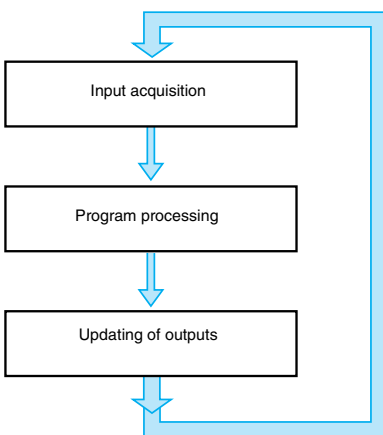 Input acquisition
Program processing
Updating of outputs